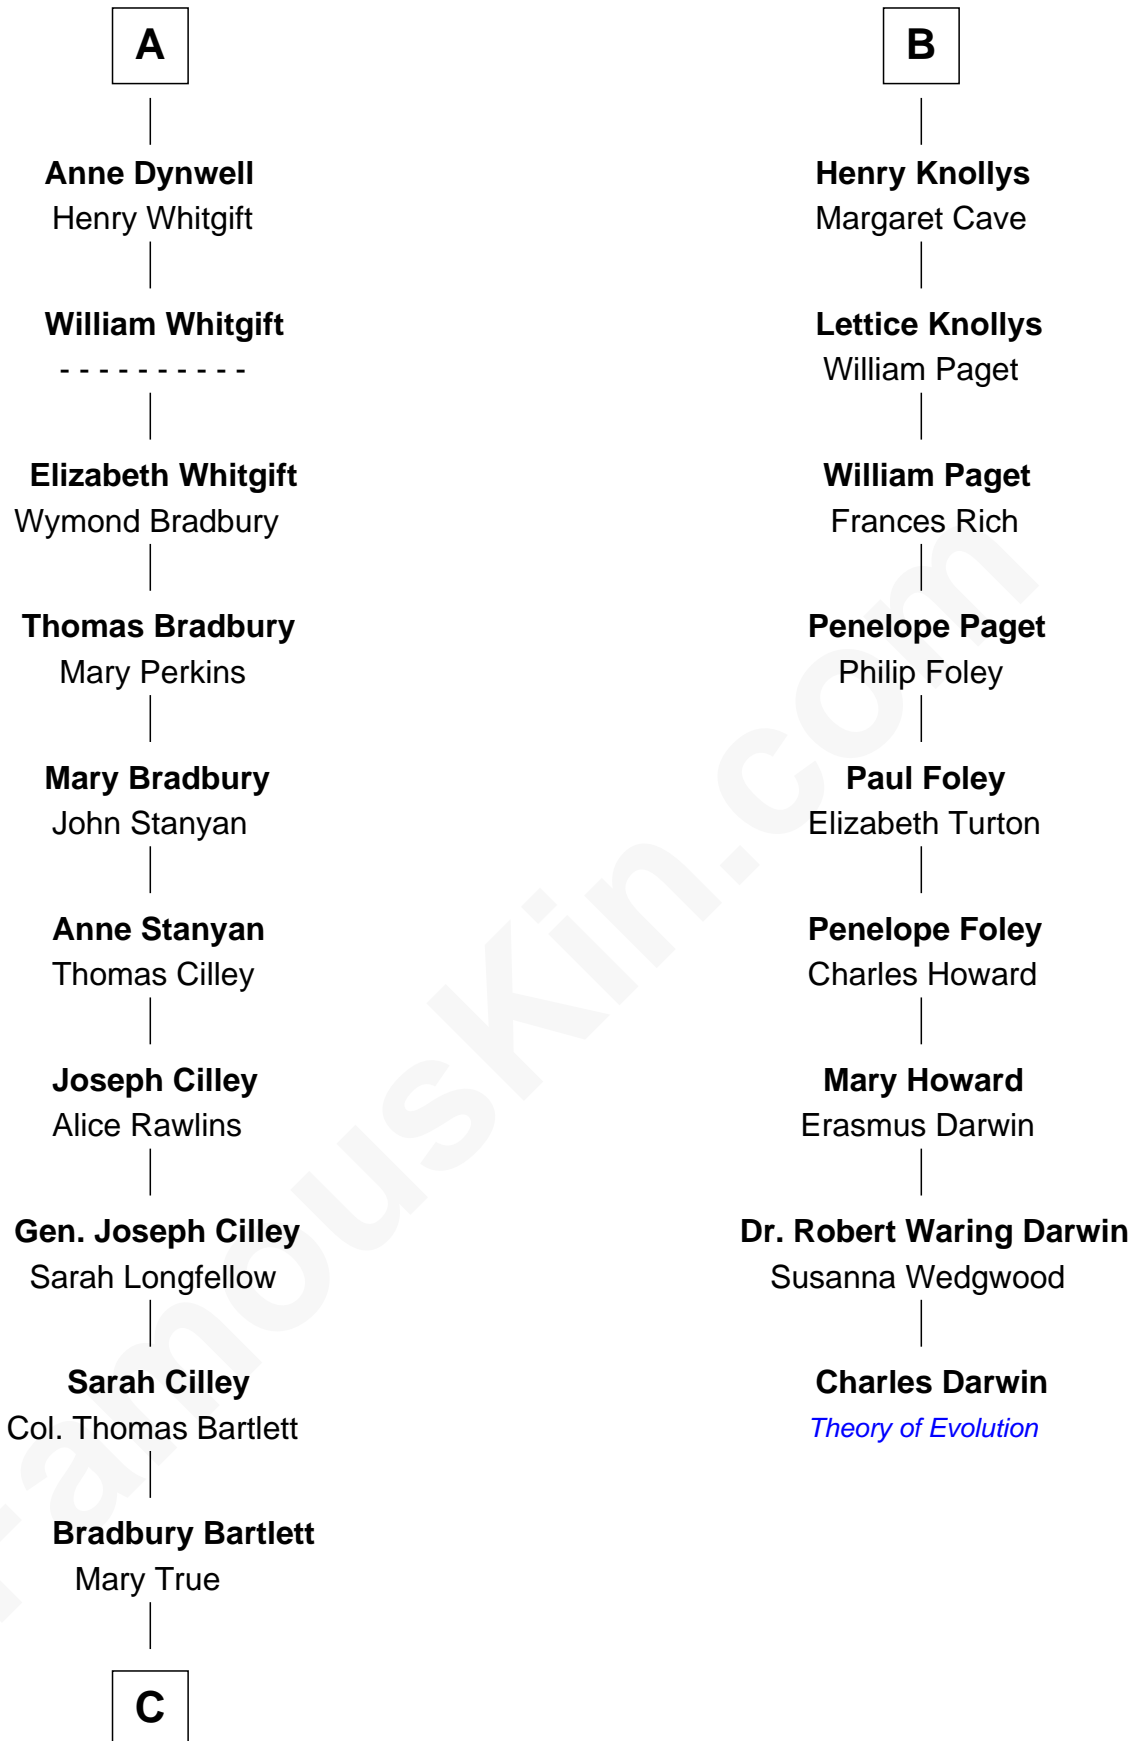 A
Anne Dynwell
Henry Whitgift
William Whitgift
- - - - - - - - - -
Elizabeth Whitgift
Wymond Bradbury
Thomas Bradbury
Mary Perkins
Mary Bradbury
John Stanyan
Anne Stanyan
Thomas Cilley
Joseph Cilley
Alice Rawlins
Gen. Joseph Cilley
Sarah Longfellow
Sarah Cilley
Col. Thomas Bartlett
Bradbury Bartlett
Mary True
C
B
Henry Knollys
Margaret Cave
Lettice Knollys
William Paget
William Paget
Frances Rich
Penelope Paget
Philip Foley
Paul Foley
Elizabeth Turton
Penelope Foley
Charles Howard
Mary Howard
Erasmus Darwin
Dr. Robert Waring Darwin
Susanna Wedgwood
Charles Darwin
Theory of Evolution
FamousKin.com